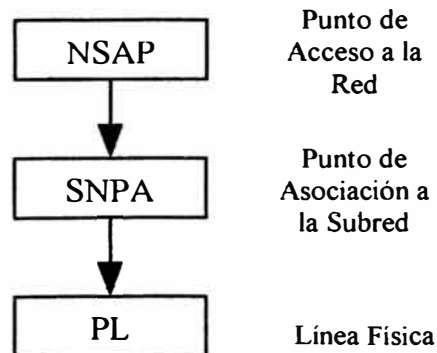 NSAP
Punto de
Acceso a la
Red
SNPA
Punto de
Asociación a
la Subred
PL
Línea Física